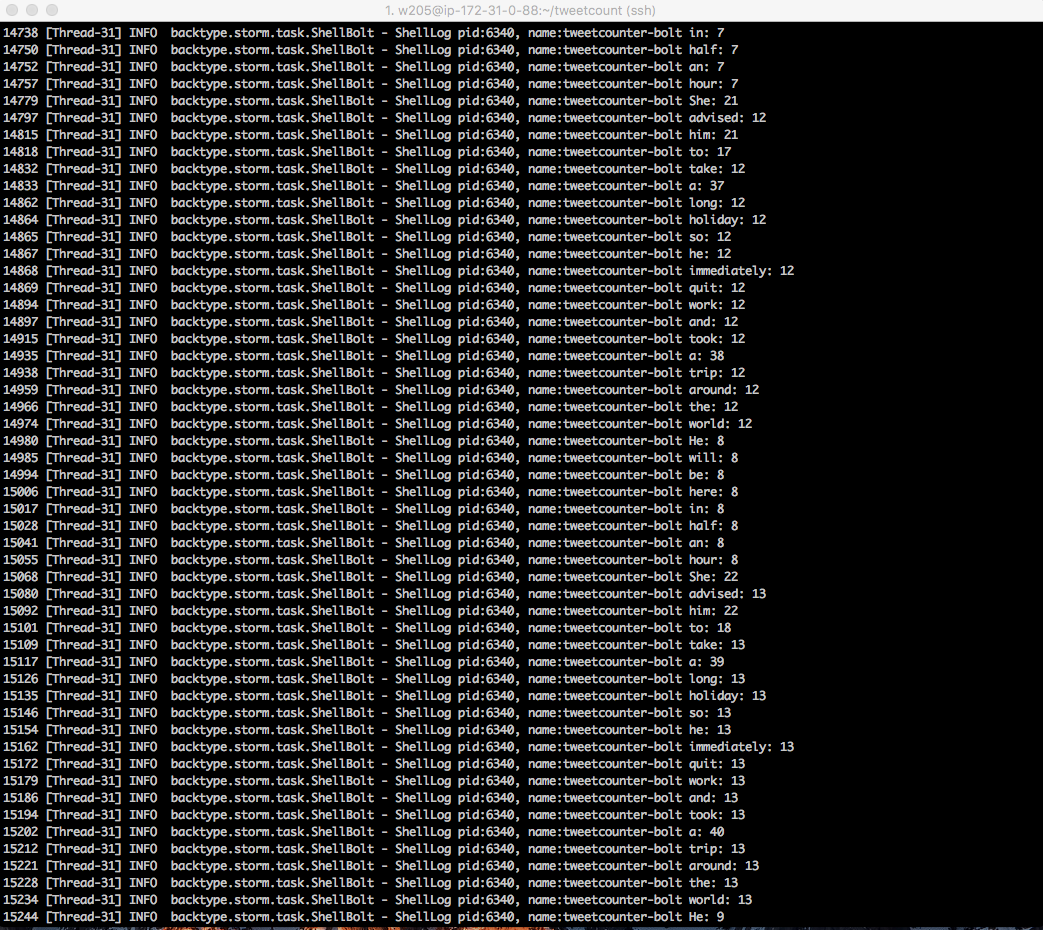 1. w205@ip-172-31-0-88:~/tweetcount (ssh)
14738 [Thread-31] INFO  backtype.storm.task.ShellBolt - ShellLog pid:6340, name:tweetcounter-bolt in: 7
14750 [Thread-31] INFO  backtype.storm.task.ShellBolt - ShellLog pid:6340, name:tweetcounter-bolt half: 7
14752 [Thread-31] INFO  backtype.storm.task.ShellBolt - ShellLog pid:6340, name:tweetcounter-bolt an: 7
14757 [Thread-31] INFO  backtype.storm.task.ShellBolt - ShellLog pid:6340, name:tweetcounter-bolt hour: 7
14779 [Thread-31] INFO  backtype.storm.task.ShellBolt - ShellLog pid:6340, name:tweetcounter-bolt She: 21
14797 [Thread-31] INFO  backtype.storm.task.ShellBolt - ShellLog pid:6340, name:tweetcounter-bolt advised: 12
14815 [Thread-31] INFO  backtype.storm.task.ShellBolt - ShellLog pid:6340, name:tweetcounter-bolt him: 21
14818 [Thread-31] INFO  backtype.storm.task.ShellBolt - ShellLog pid:6340, name:tweetcounter-bolt to: 17
14832 [Thread-31] INFO  backtype.storm.task.ShellBolt - ShellLog pid:6340, name:tweetcounter-bolt take: 12
14833 [Thread-31] INFO  backtype.storm.task.ShellBolt - ShellLog pid:6340, name:tweetcounter-bolt a: 37
14862 [Thread-31] INFO  backtype.storm.task.ShellBolt - ShellLog pid:6340, name:tweetcounter-bolt long: 12
14864 [Thread-31] INFO  backtype.storm.task.ShellBolt - ShellLog pid:6340, name:tweetcounter-bolt holiday: 12
14865 [Thread-31] INFO  backtype.storm.task.ShellBolt - ShellLog pid:6340, name:tweetcounter-bolt so: 12
14867 [Thread-31] INFO  backtype.storm.task.ShellBolt - ShellLog pid:6340, name:tweetcounter-bolt he: 12
14868 [Thread-31] INFO  backtype.storm.task.ShellBolt - ShellLog pid:6340, name:tweetcounter-bolt immediately: 12
14869 [Thread-31] INFO  backtype.storm.task.ShellBolt - ShellLog pid:6340, name:tweetcounter-bolt quit: 12
14894 [Thread-31] INFO  backtype.storm.task.ShellBolt - ShellLog pid:6340, name:tweetcounter-bolt work: 12
14897 [Thread-31] INFO  backtype.storm.task.ShellBolt - ShellLog pid:6340, name:tweetcounter-bolt and: 12
14915 [Thread-31] INFO  backtype.storm.task.ShellBolt - ShellLog pid:6340, name:tweetcounter-bolt took: 12
14935 [Thread-31] INFO  backtype.storm.task.ShellBolt - ShellLog pid:6340, name:tweetcounter-bolt a: 38
14938 [Thread-31] INFO  backtype.storm.task.ShellBolt - ShellLog pid:6340, name:tweetcounter-bolt trip: 12
14959 [Thread-31] INFO  backtype.storm.task.ShellBolt - ShellLog pid:6340, name:tweetcounter-bolt around: 12
14966 [Thread-31] INFO  backtype.storm.task.ShellBolt - ShellLog pid:6340, name:tweetcounter-bolt the: 12
14974 [Thread-31] INFO  backtype.storm.task.ShellBolt - ShellLog pid:6340, name:tweetcounter-bolt world: 12
14980 [Thread-31] INFO  backtype.storm.task.ShellBolt - ShellLog pid:6340, name:tweetcounter-bolt He: 8
14985 [Thread-31] INFO  backtype.storm.task.ShellBolt - ShellLog pid:6340, name:tweetcounter-bolt will: 8
14994 [Thread-31] INFO  backtype.storm.task.ShellBolt - ShellLog pid:6340, name:tweetcounter-bolt be: 8
15006 [Thread-31] INFO  backtype.storm.task.ShellBolt - ShellLog pid:6340, name:tweetcounter-bolt here: 8
15017 [Thread-31] INFO  backtype.storm.task.ShellBolt - ShellLog pid:6340, name:tweetcounter-bolt in: 8
15028 [Thread-31] INFO  backtype.storm.task.ShellBolt - ShellLog pid:6340, name:tweetcounter-bolt half: 8
15041 [Thread-31] INFO  backtype.storm.task.ShellBolt - ShellLog pid:6340, name:tweetcounter-bolt an: 8
15055 [Thread-31] INFO  backtype.storm.task.ShellBolt - ShellLog pid:6340, name:tweetcounter-bolt hour: 8
15068 [Thread-31] INFO  backtype.storm.task.ShellBolt - ShellLog pid:6340, name:tweetcounter-bolt She: 22
15080 [Thread-31] INFO  backtype.storm.task.ShellBolt - ShellLog pid:6340, name:tweetcounter-bolt advised: 13
15092 [Thread-31] INFO  backtype.storm.task.ShellBolt - ShellLog pid:6340, name:tweetcounter-bolt him: 22
15101 [Thread-31] INFO  backtype.storm.task.ShellBolt - ShellLog pid:6340, name:tweetcounter-bolt to: 18
15109 [Thread-31] INFO  backtype.storm.task.ShellBolt - ShellLog pid:6340, name:tweetcounter-bolt take: 13
15117 [Thread-31] INFO  backtype.storm.task.ShellBolt - ShellLog pid:6340, name:tweetcounter-bolt a: 39
15126 [Thread-31] INFO  backtype.storm.task.ShellBolt - ShellLog pid:6340, name:tweetcounter-bolt long: 13
15135 [Thread-31] INFO  backtype.storm.task.ShellBolt - ShellLog pid:6340, name:tweetcounter-bolt holiday: 13
15146 [Thread-31] INFO  backtype.storm.task.ShellBolt - ShellLog pid:6340, name:tweetcounter-bolt so: 13
15154 [Thread-31] INFO  backtype.storm.task.ShellBolt - ShellLog pid:6340, name:tweetcounter-bolt he: 13
15162 [Thread-31] INFO  backtype.storm.task.ShellBolt - ShellLog pid:6340, name:tweetcounter-bolt immediately: 13
15172 [Thread-31] INFO  backtype.storm.task.ShellBolt - ShellLog pid:6340, name:tweetcounter-bolt quit: 13
15179 [Thread-31] INFO  backtype.storm.task.ShellBolt - ShellLog pid:6340, name:tweetcounter-bolt work: 13
15186 [Thread-31] INFO  backtype.storm.task.ShellBolt - ShellLog pid:6340, name:tweetcounter-bolt and: 13
15194 [Thread-31] INFO  backtype.storm.task.ShellBolt - ShellLog pid:6340, name:tweetcounter-bolt took: 13
15202 [Thread-31] INFO  backtype.storm.task.ShellBolt - ShellLog pid:6340, name:tweetcounter-bolt a: 40
15212 [Thread-31] INFO  backtype.storm.task.ShellBolt - ShellLog pid:6340, name:tweetcounter-bolt trip: 13
15221 [Thread-31] INFO  backtype.storm.task.ShellBolt - ShellLog pid:6340, name:tweetcounter-bolt around: 13
15228 [Thread-31] INFO  backtype.storm.task.ShellBolt - ShellLog pid:6340, name:tweetcounter-bolt the: 13
15234 [Thread-31] INFO  backtype.storm.task.ShellBolt - ShellLog pid:6340, name:tweetcounter-bolt world: 13
15244 [Thread-31] INFO  backtype.storm.task.ShellBolt - ShellLog pid:6340, name:tweetcounter-bolt He: 9